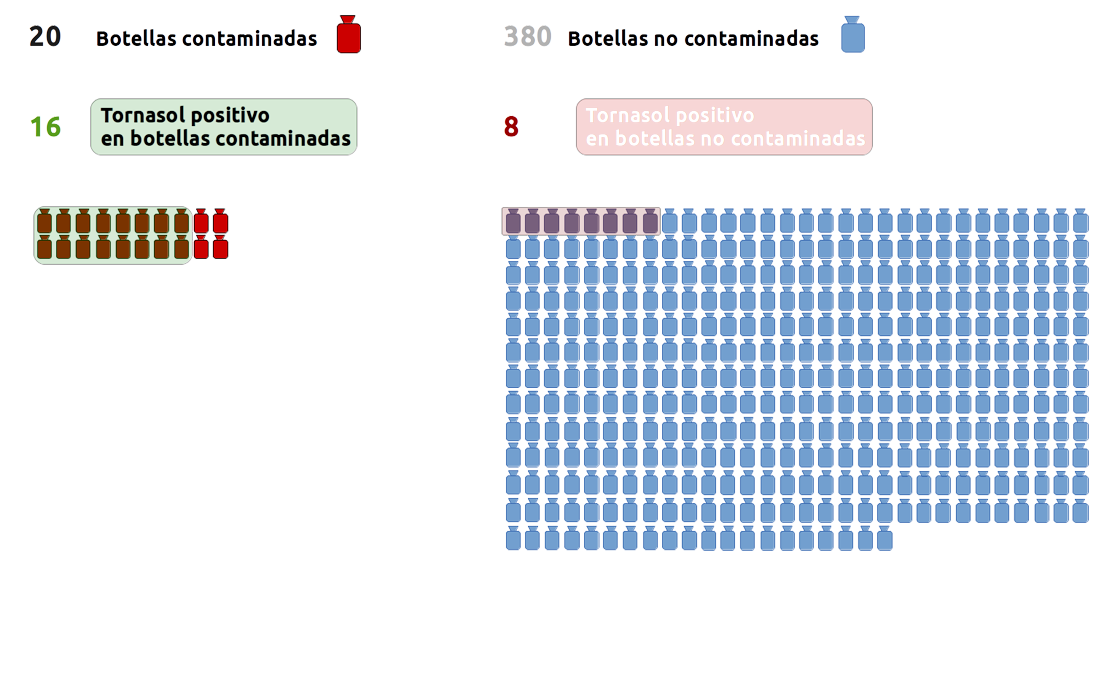 20 Botellas contaminadas
380 Botellas no contaminadas
16 Tornasol positivo
en botellas contaminadas
8 Tornasol positivo
en botellas no contaminadas